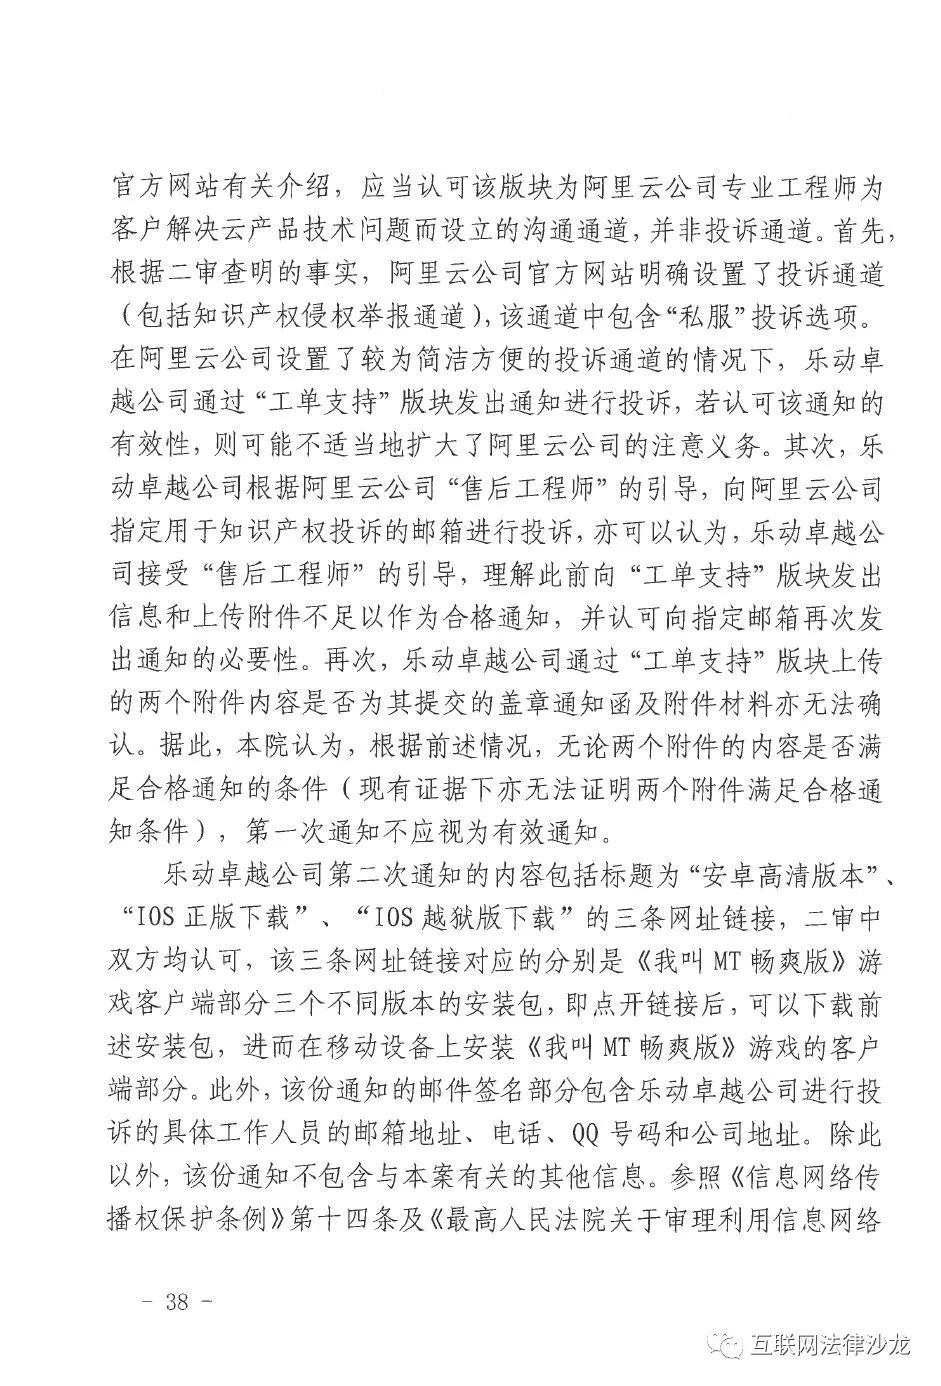 官方网站有关介绍，应当认可该版块为阿里云公司专业工程师为
客户解决云产品技术问题而设立的沟通通道，并非投诉通道。首先，
根据二审查明的事实，阿里云公司官方网站明确设置了投诉通道
（包括知识产权侵权举报通道），该通道中包含“私服”投诉选项。
在阿里云公司设置了较为简洁方便的投诉通道的情况下，乐动卓
越公司通过“工单支持”版块发出通知进行投诉，若认可该通知的
有效性，则可能不适当地扩大了阿里云公司的注意义务。其次，乐
动卓越公司根据阿里云公司“售后工程师”的引导，向阿里云公司
指定用于知识产权投诉的邮箱进行投诉，亦可以认为，乐动卓越公
司接受“售后工程师”的引导，理解此前向“工单支持”版块发出
信息和上传附件不足以作为合格通知，并认可向指定邮箱再次发
出通知的必要性。再次，乐动卓越公司通过“工单支持”版块上传
的两个附件内容是否为其提交的盖章通知函及附件材料亦无法确
认。据此，本院认为，根据前述情况，无论两个附件的内容是否满
足合格通知的条件（现有证据下亦无法证明两个附件满足合格通
知条件），第一次通知不应视为有效通知。
乐动卓越公司第二次通知的内容包括标题为“安卓高清版本”、
“IOS 正版下载”、“IOS 越狱版下载”的三条网址链接，二审中
双方均认可，该三条网址链接对应的分别是《我叫 MT 畅爽版》游
戏客户端部分三个不同版本的安装包，即点开链接后，可以下载前
述安装包，进而在移动设备上安装《我叫 MT 畅爽版》游戏的客户
端部分。此外，该份通知的邮件签名部分包含乐动卓越公司进行投
诉的具体工作人员的邮箱地址、电话、QQ 号码和公司地址。除此
以外，该份通知不包含与本案有关的其他信息。参照《信息网络传
播权保护条例》第十四条及《最高人民法院关于审理利用信息网络
- 38 -
互联网法律沙龙